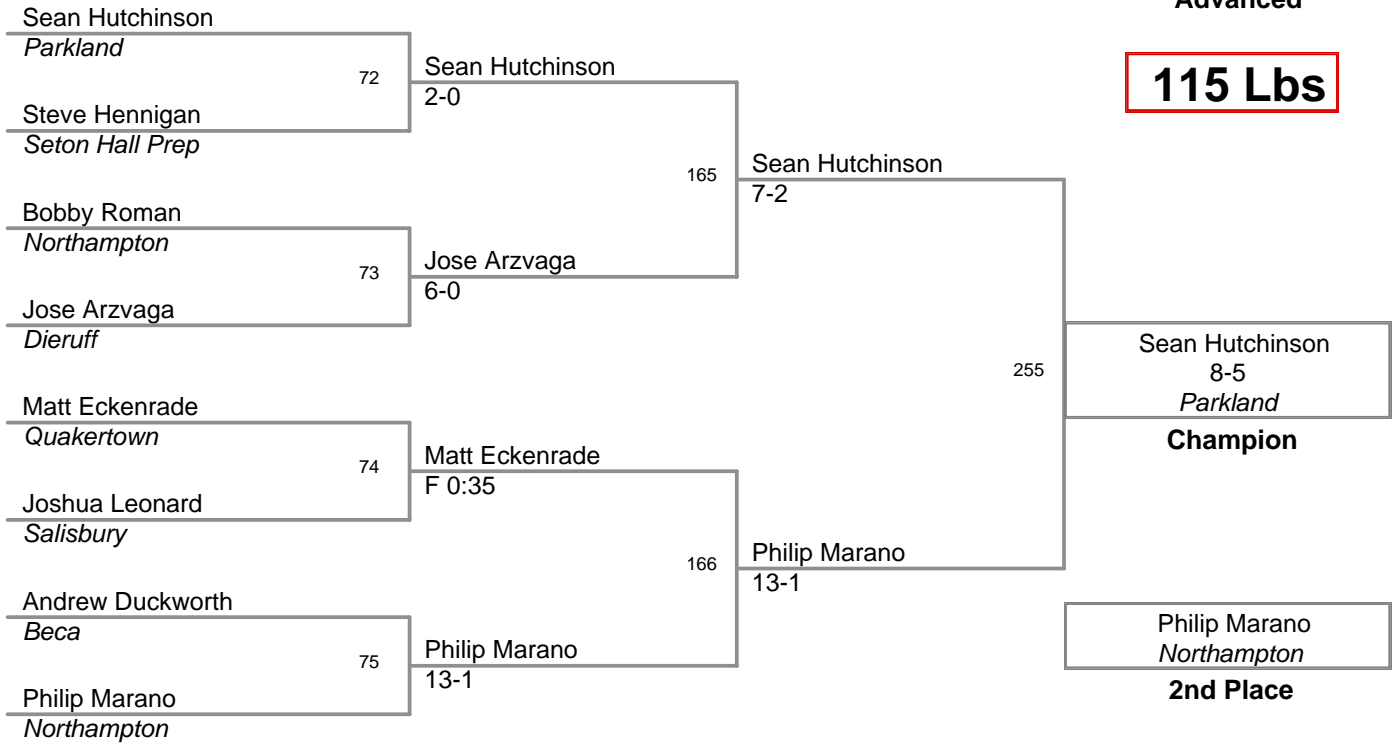 Advanced
115 Lbs
Sean Hutchinson
Parkland
72
Steve Hennigan
Seton Hall Prep
Sean Hutchinson
2-0
Bobby Roman
Northampton
73
Jose Arzvaga
Dieruff
Jose Arzvaga
6-0
165
Sean Hutchinson
7-2
Matt Eckenrade
Quakertown
74
Joshua Leonard
Salisbury
Matt Eckenrade
F 0:35
Andrew Duckworth
Beca
75
Philip Marano
Northampton
Philip Marano
13-1
166
Philip Marano
13-1
255
Sean Hutchinson
8-5
Parkland
Champion
Philip Marano
Northampton
2nd Place